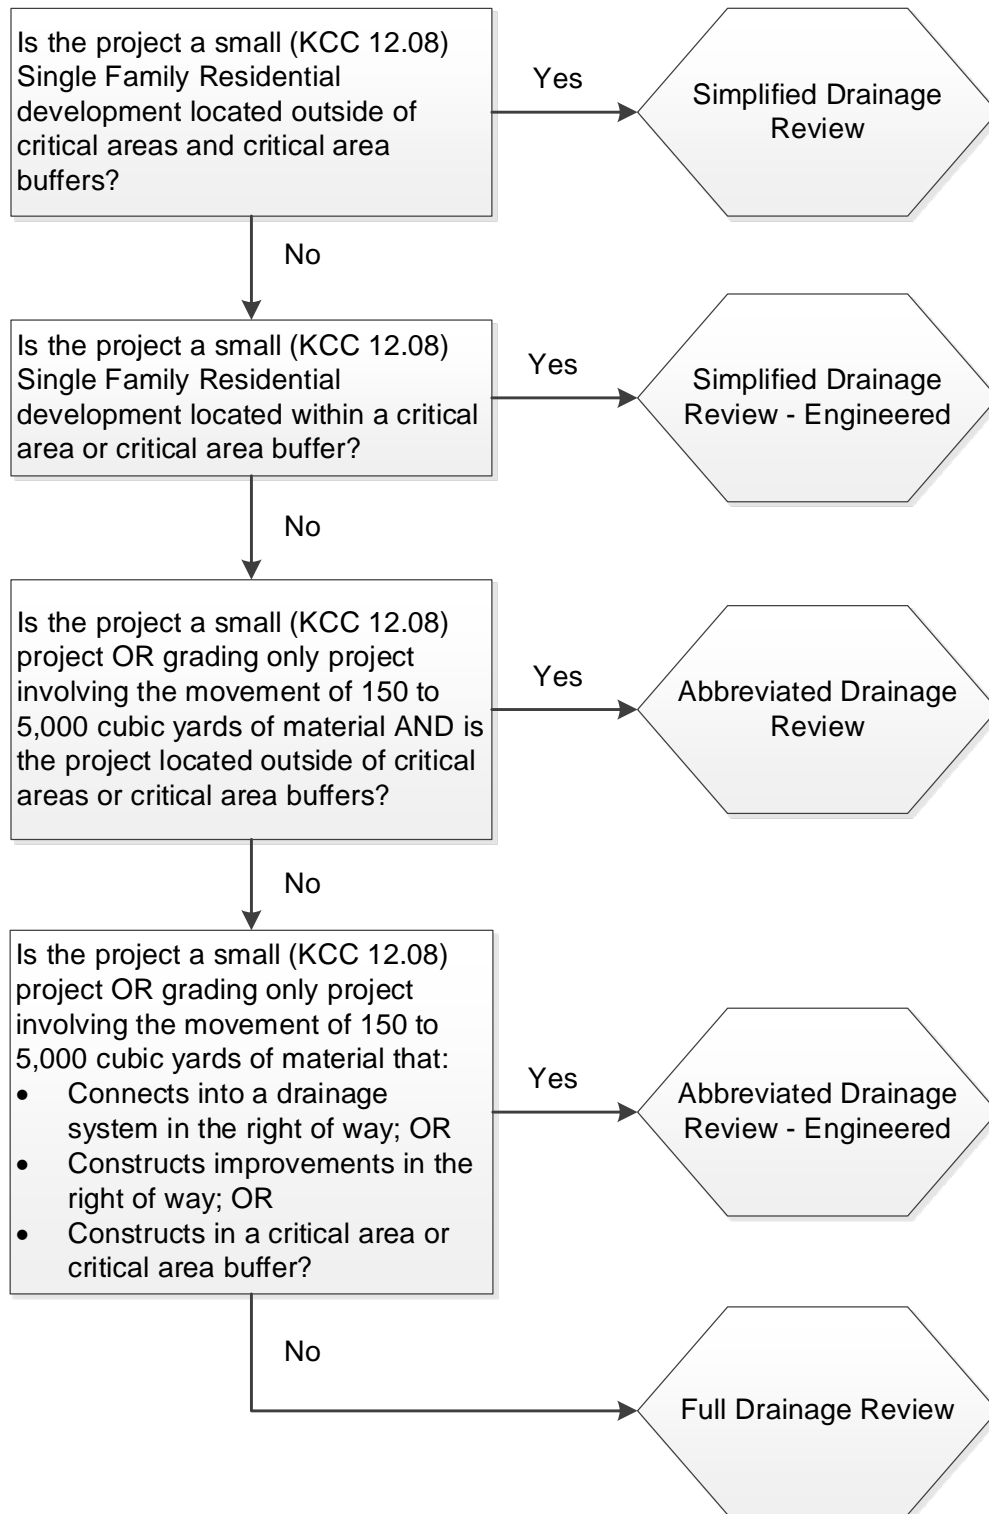 Is the project a small (KCC 12.08)
Single Family Residential
development located outside of
critical areas and critical area
buffers?
Yes
Simplified Drainage
Review
No
Is the project a small (KCC 12.08)
Single Family Residential
development located within a critical
area or critical area buffer?
Yes
Simplified Drainage
Review - Engineered
No
Is the project a small (KCC 12.08)
project OR grading only project
involving the movement of 150 to
5,000 cubic yards of material AND is
the project located outside of critical
areas or critical area buffers?
Yes
Abbreviated Drainage
Review
No
Is the project a small (KCC 12.08)
project OR grading only project
involving the movement of 150 to
5,000 cubic yards of material that:
• Connects into a drainage
system in the right of way; OR
• Constructs improvements in the
right of way; OR
• Constructs in a critical area or
critical area buffer?
Yes
Abbreviated Drainage
Review - Engineered
No
Full Drainage Review